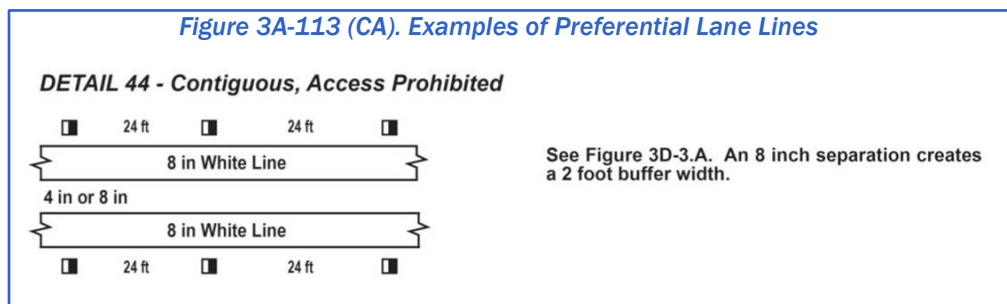 Figure 3A-113 (CA). Examples of Preferential Lane Lines
DETAIL 44 - Contiguous, Access Prohibited
24 ft 24 ft
8 in White Line
4 in or 8 in
8 in White Line
24 ft 24 ft
See Figure 3D-3.A. An 8 inch separation creates
a 2 foot buffer width.